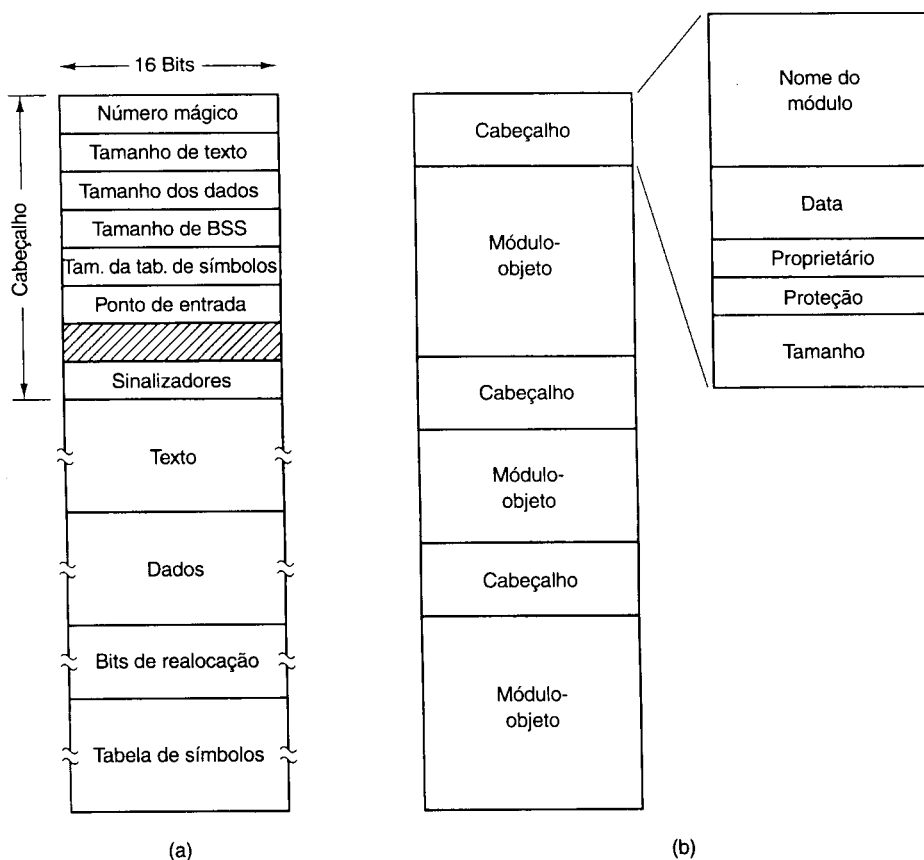 16 Bits
Cabeçalho
Número mágico
Tamanho de texto
Tamanho dos dados
Tamanho de BSS
Tam. da tab. de símbolos
Ponto de entrada
Sinalizadores
Texto
Dados
Bits de realocação
Tabela de símbolos
(a)
Cabeçalho
Módulo-
objeto
Cabeçalho
Módulo-
objeto
Cabeçalho
Módulo-
objeto
Nome do
módulo
Data
Proprietário
Proteção
Tamanho
(b)